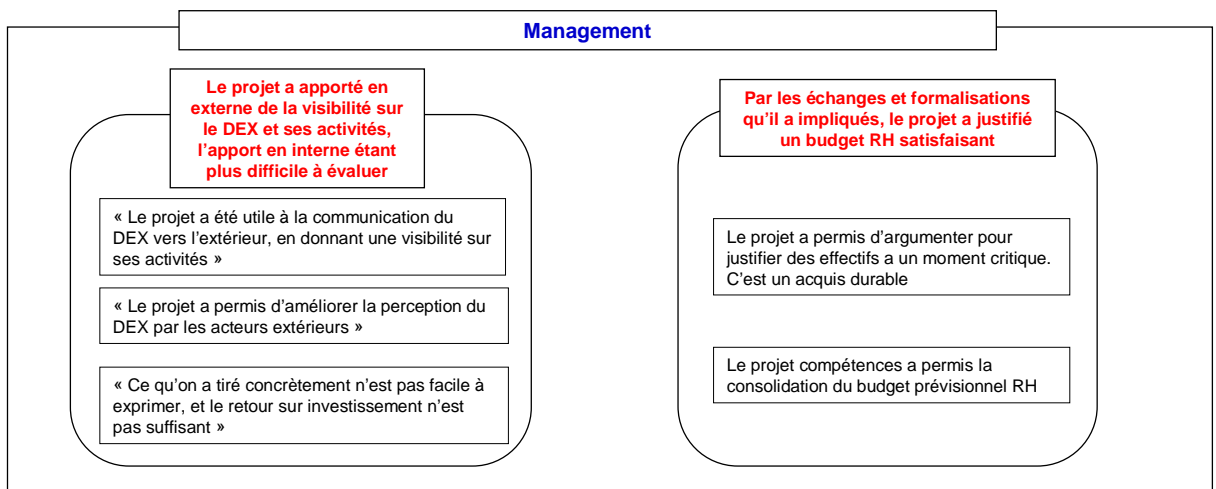 Management
Le projet a apporté en
externe de la visibilité sur
le DEX et ses activités,
l'apport en interne étant
plus difficile à évaluer
« Le projet a été utile à la communication du
DEX vers l'extérieur, en donnant une visibilité sur
ses activités »
« Le projet a permis d'améliorer la perception du
DEX par les acteurs extérieurs »
« Ce qu'on a tiré concrètement n'est pas facile à
exprimer, et le retour sur investissement n'est
pas suffisant »
Par les échanges et formalisations
qu'il a impliqués, le projet a justifié
un budget RH satisfaisant
Le projet a permis d'argumenter pour
justifier des effectifs a un moment critique.
C'est un acquis durable
Le projet compétences a permis la
consolidation du budget prévisionnel RH